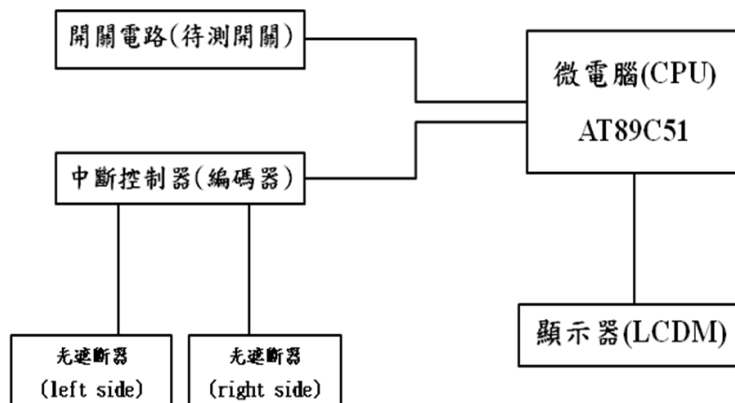 開關電路(待測開關)
微電腦(CPU)
AT89C51
中斷控制器(編碼器)
顯示器(LCDM)
光遮斷器
(left side)
光遮斷器
(right side)